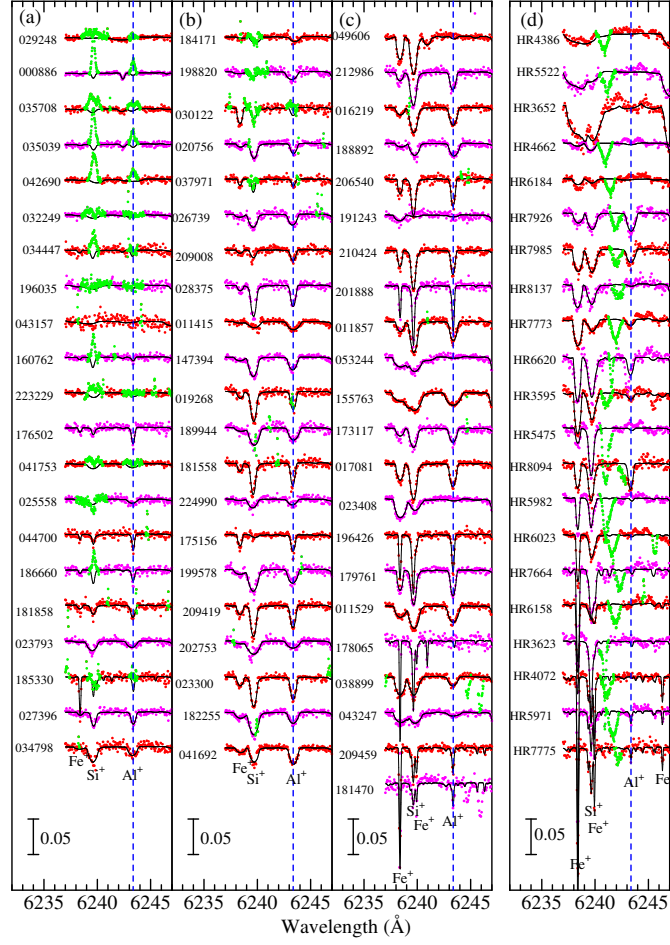 (a)
029248
000886
035708
035039
042690
032249
034447
196035
043157
160762
223229
176502
041753
025558
044700
186660
181858
023793
185330
027396
034798
Fe
Si+
Al+
0.05
6235 6240 6245
(b)
184171
198820
030122
020756
037971
026739
209008
028375
011415
147394
019268
189944
181558
224990
175156
199578
209419
202753
023300
182255
041692
Fe
Si+
Al+
0.05
6235 6240 6245
(c)
049606
212986
016219
188892
206540
191243
210424
201888
011857
053244
155763
173117
017081
023408
196426
179761
011529
178065
038899
043247
209459
181470
Si+
Fe+
Al+
Fe+
0.05
6235 6240 6245
(d)
HR4386
HR5522
HR3652
HR4662
HR6184
HR7926
HR7985
HR8137
HR7773
HR6620
HR3595
HR5475
HR8094
HR5982
HR6023
HR7664
HR6158
HR3623
HR4072
HR5971
HR7775
Al+
Fe
Si+
Fe+
Fe+
0.05
6235 6240 6245
Wavelength (Å)